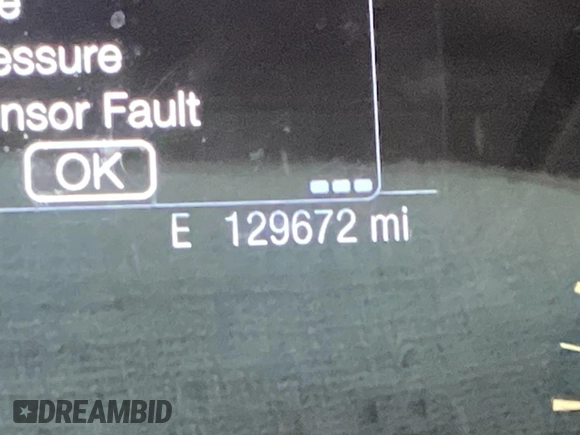 e
essure
nsor Fault
OK
E 129672 mi
DREAMBID